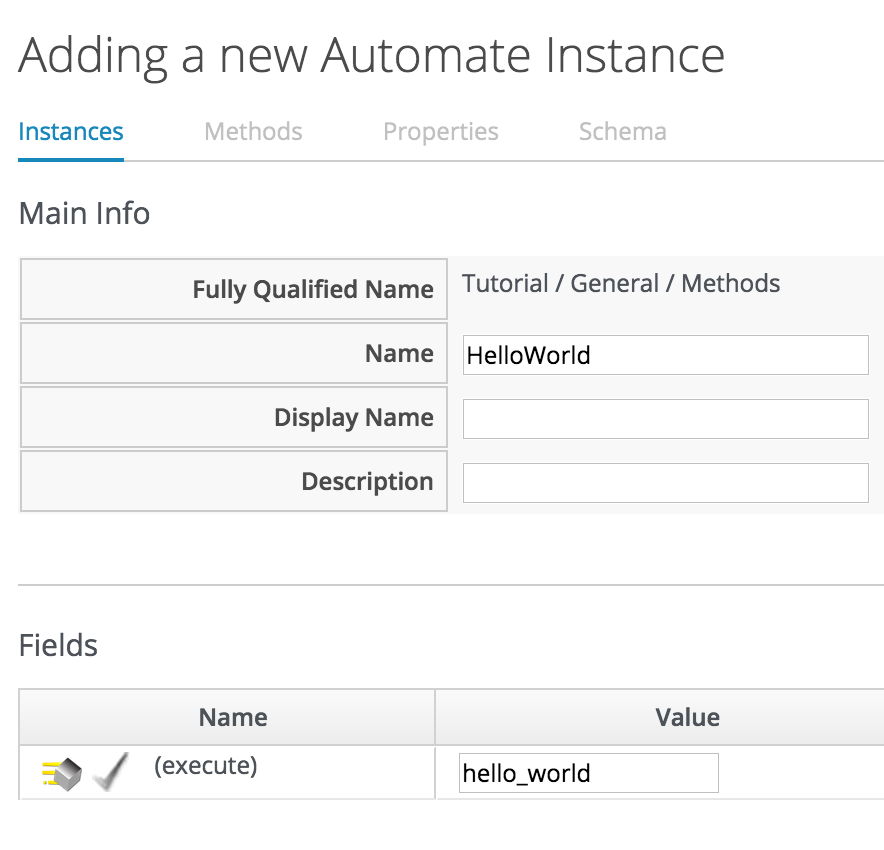 Adding a new Automate Instance
Instances Methods Properties Schema
Main Info
Fully Qualified Name Tutorial / General / Methods
Name HelloWorld
Display Name
Description
Fields
Name Value
(execute) hello_world